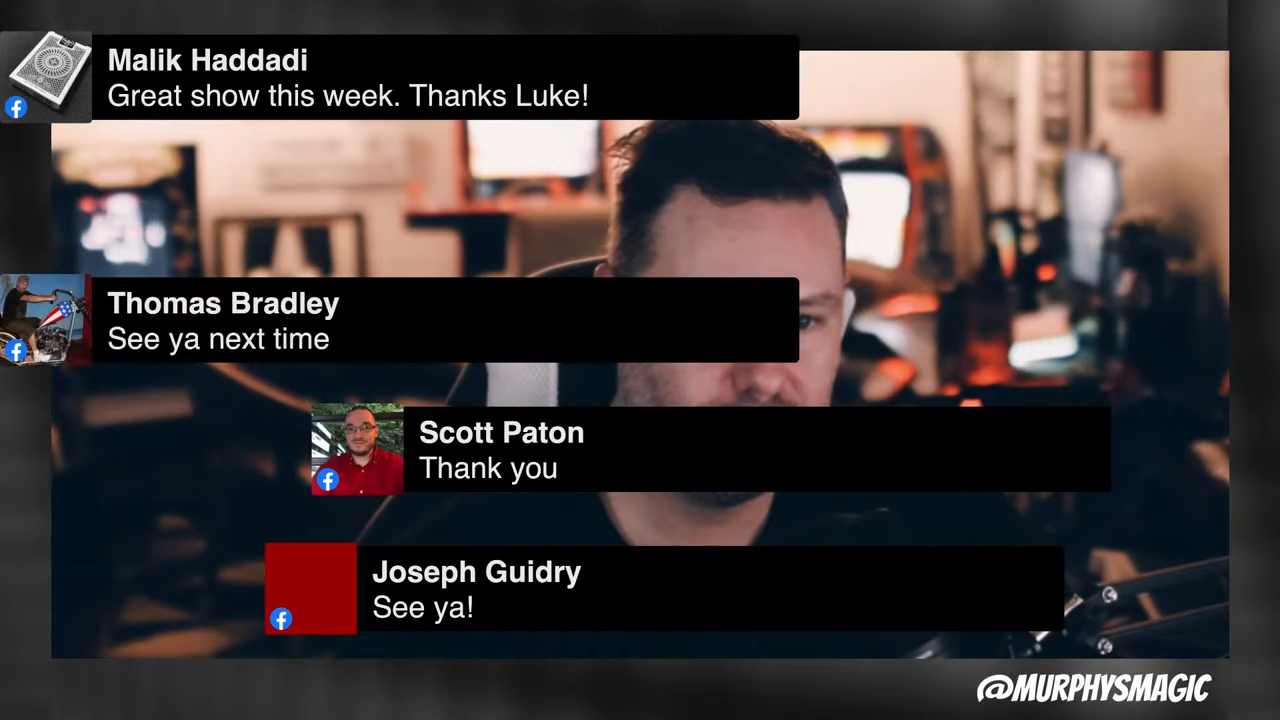 Malik Haddadi
Great show this week. Thanks Luke!
Thomas Bradley
See ya next time
Scott Paton
Thank you
Joseph Guidry
See ya!
@MURPHYSMAGIC